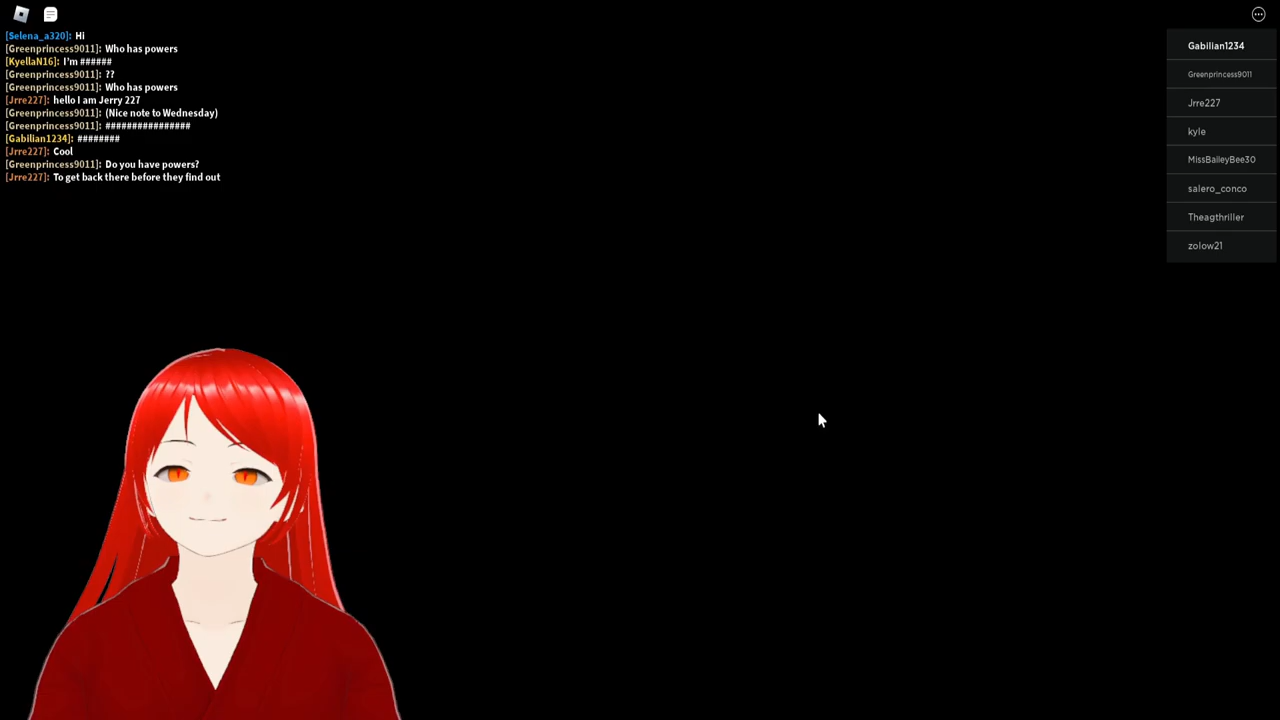 [Selena_a320]: Hi
[Greenprincess9011]: Who has powers
[KyellaN16]: I'm ######
[Greenprincess9011]: ??
[Greenprincess9011]: Who has powers
[Jrre227]: hello I am Jerry 227
[Greenprincess9011]: (Nice note to Wednesday)
[Greenprincess9011]: ################
[Gabilian1234]: ########
[Jrre227]: Cool
[Greenprincess9011]: Do you have powers?
[Jrre227]: To get back there before they find out
Gabilian1234
Greenprincess9011
Jrre227
kyle
MissBaileyBee30
salero_conco
Theagthriller
zolow21